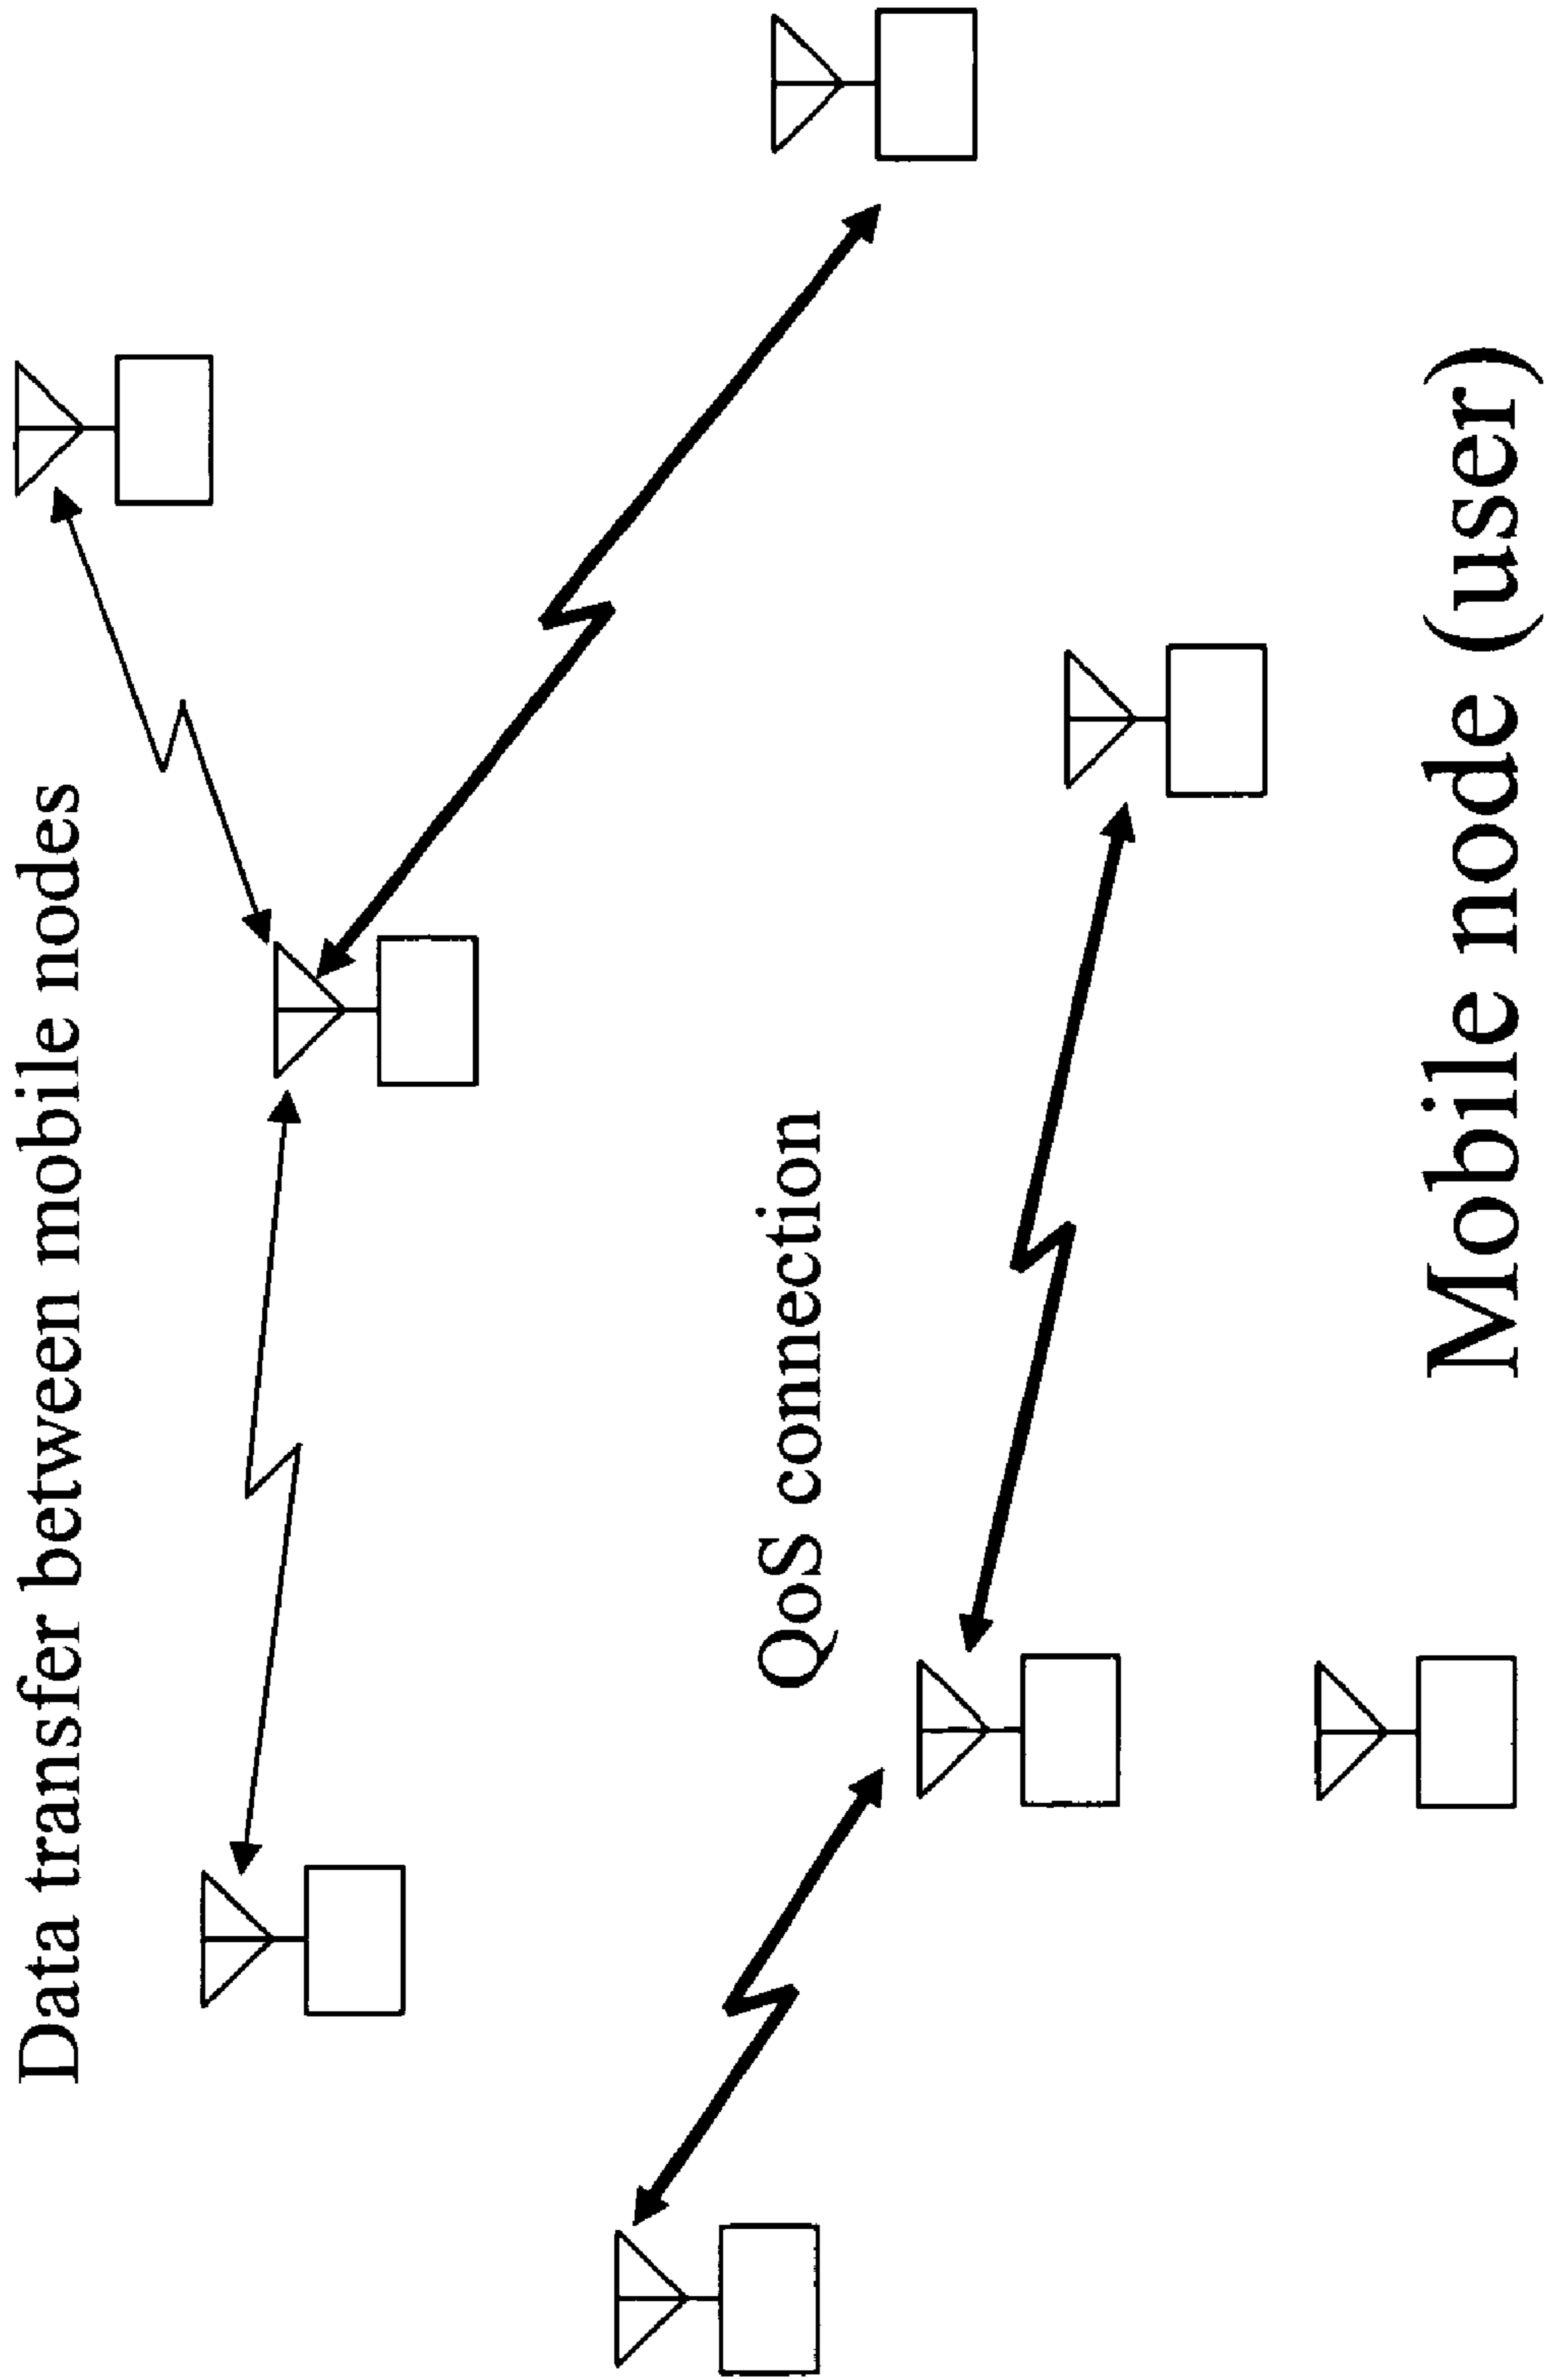 Data transfer between mobile nodes
QoS connection
Mobile node (user)